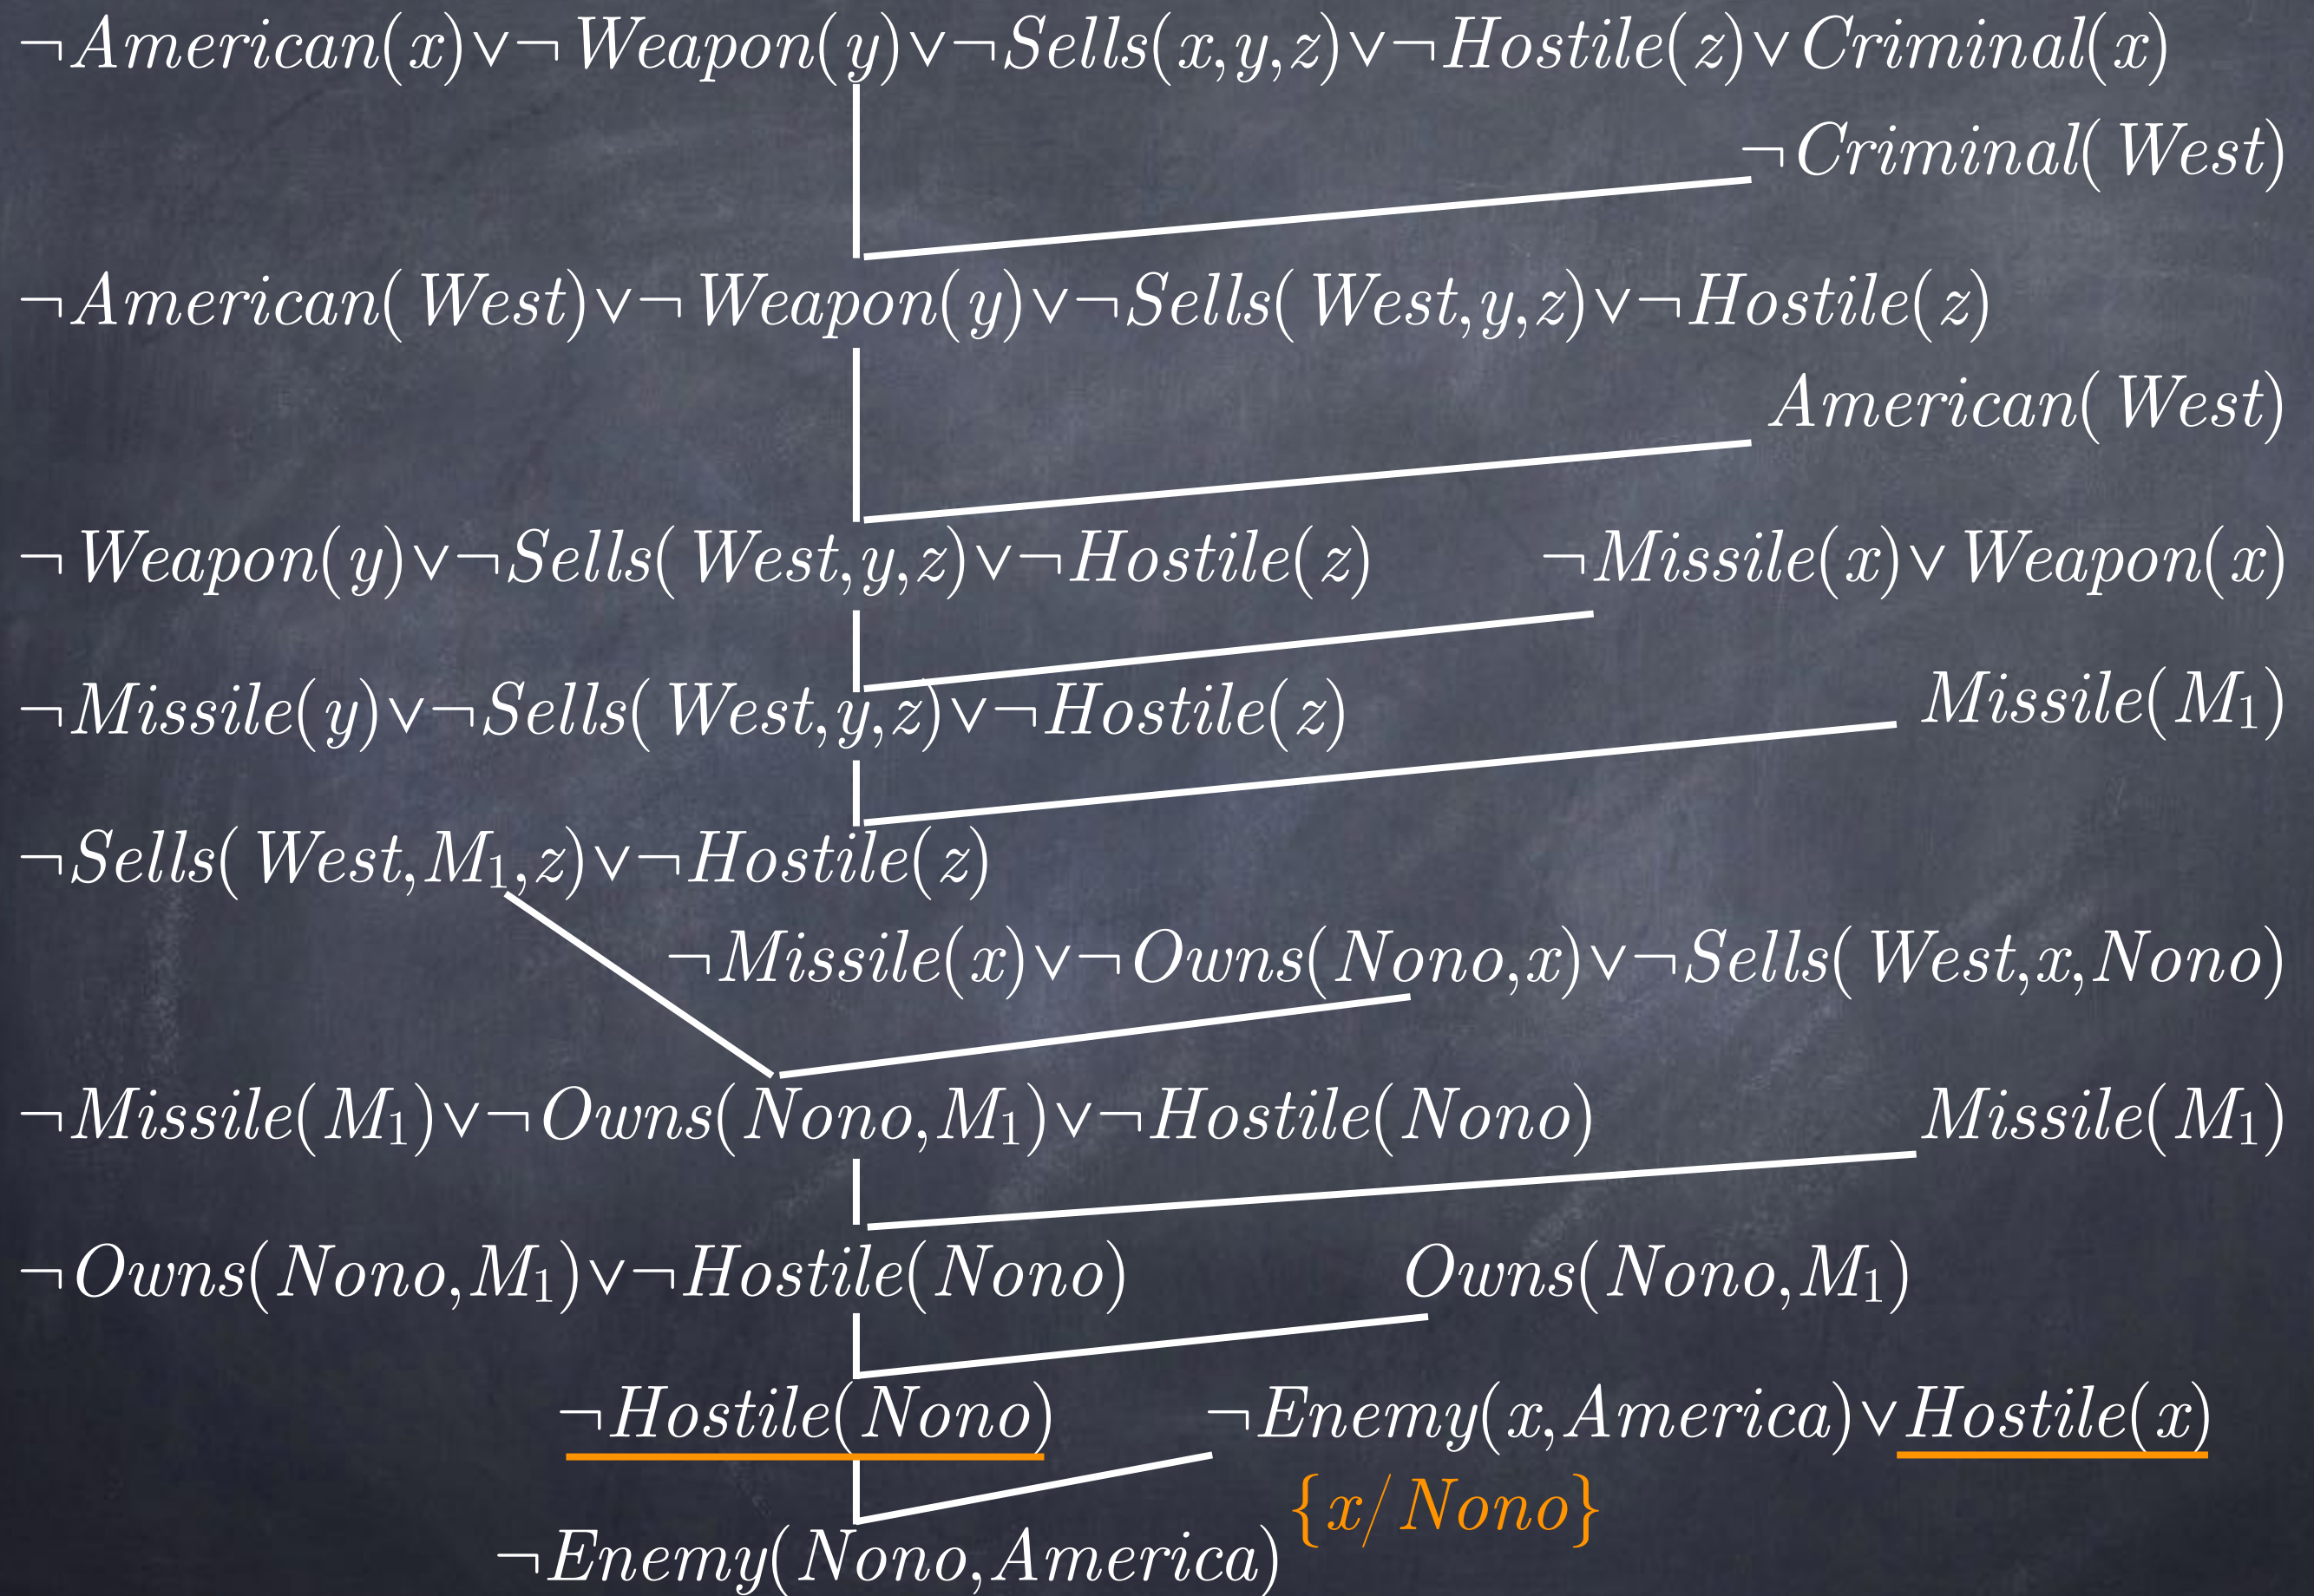 ¬American(x)∨¬Weapon(y)∨¬Sells(x,y,z)∨¬Hostile(z)∨Criminal(x)
¬Criminal(West)
¬American(West)∨¬Weapon(y)∨¬Sells(West,y,z)∨¬Hostile(z)
American(West)
¬Weapon(y)∨¬Sells(West,y,z)∨¬Hostile(z) ¬Missile(x)∨Weapon(x)
¬Missile(y)∨¬Sells(West,y,z)∨¬Hostile(z) Missile(M₁)
¬Sells(West,M₁,z)∨¬Hostile(z)
¬Missile(x)∨¬Owns(Nono,x)∨¬Sells(West,x,Nono)
¬Missile(M₁)∨¬Owns(Nono,M₁)∨¬Hostile(Nono) Missile(M₁)
¬Owns(Nono,M₁)∨¬Hostile(Nono) Owns(Nono,M₁)
¬Hostile(Nono) ¬Enemy(x,America)∨Hostile(x)
{x/Nono}
¬Enemy(Nono,America)